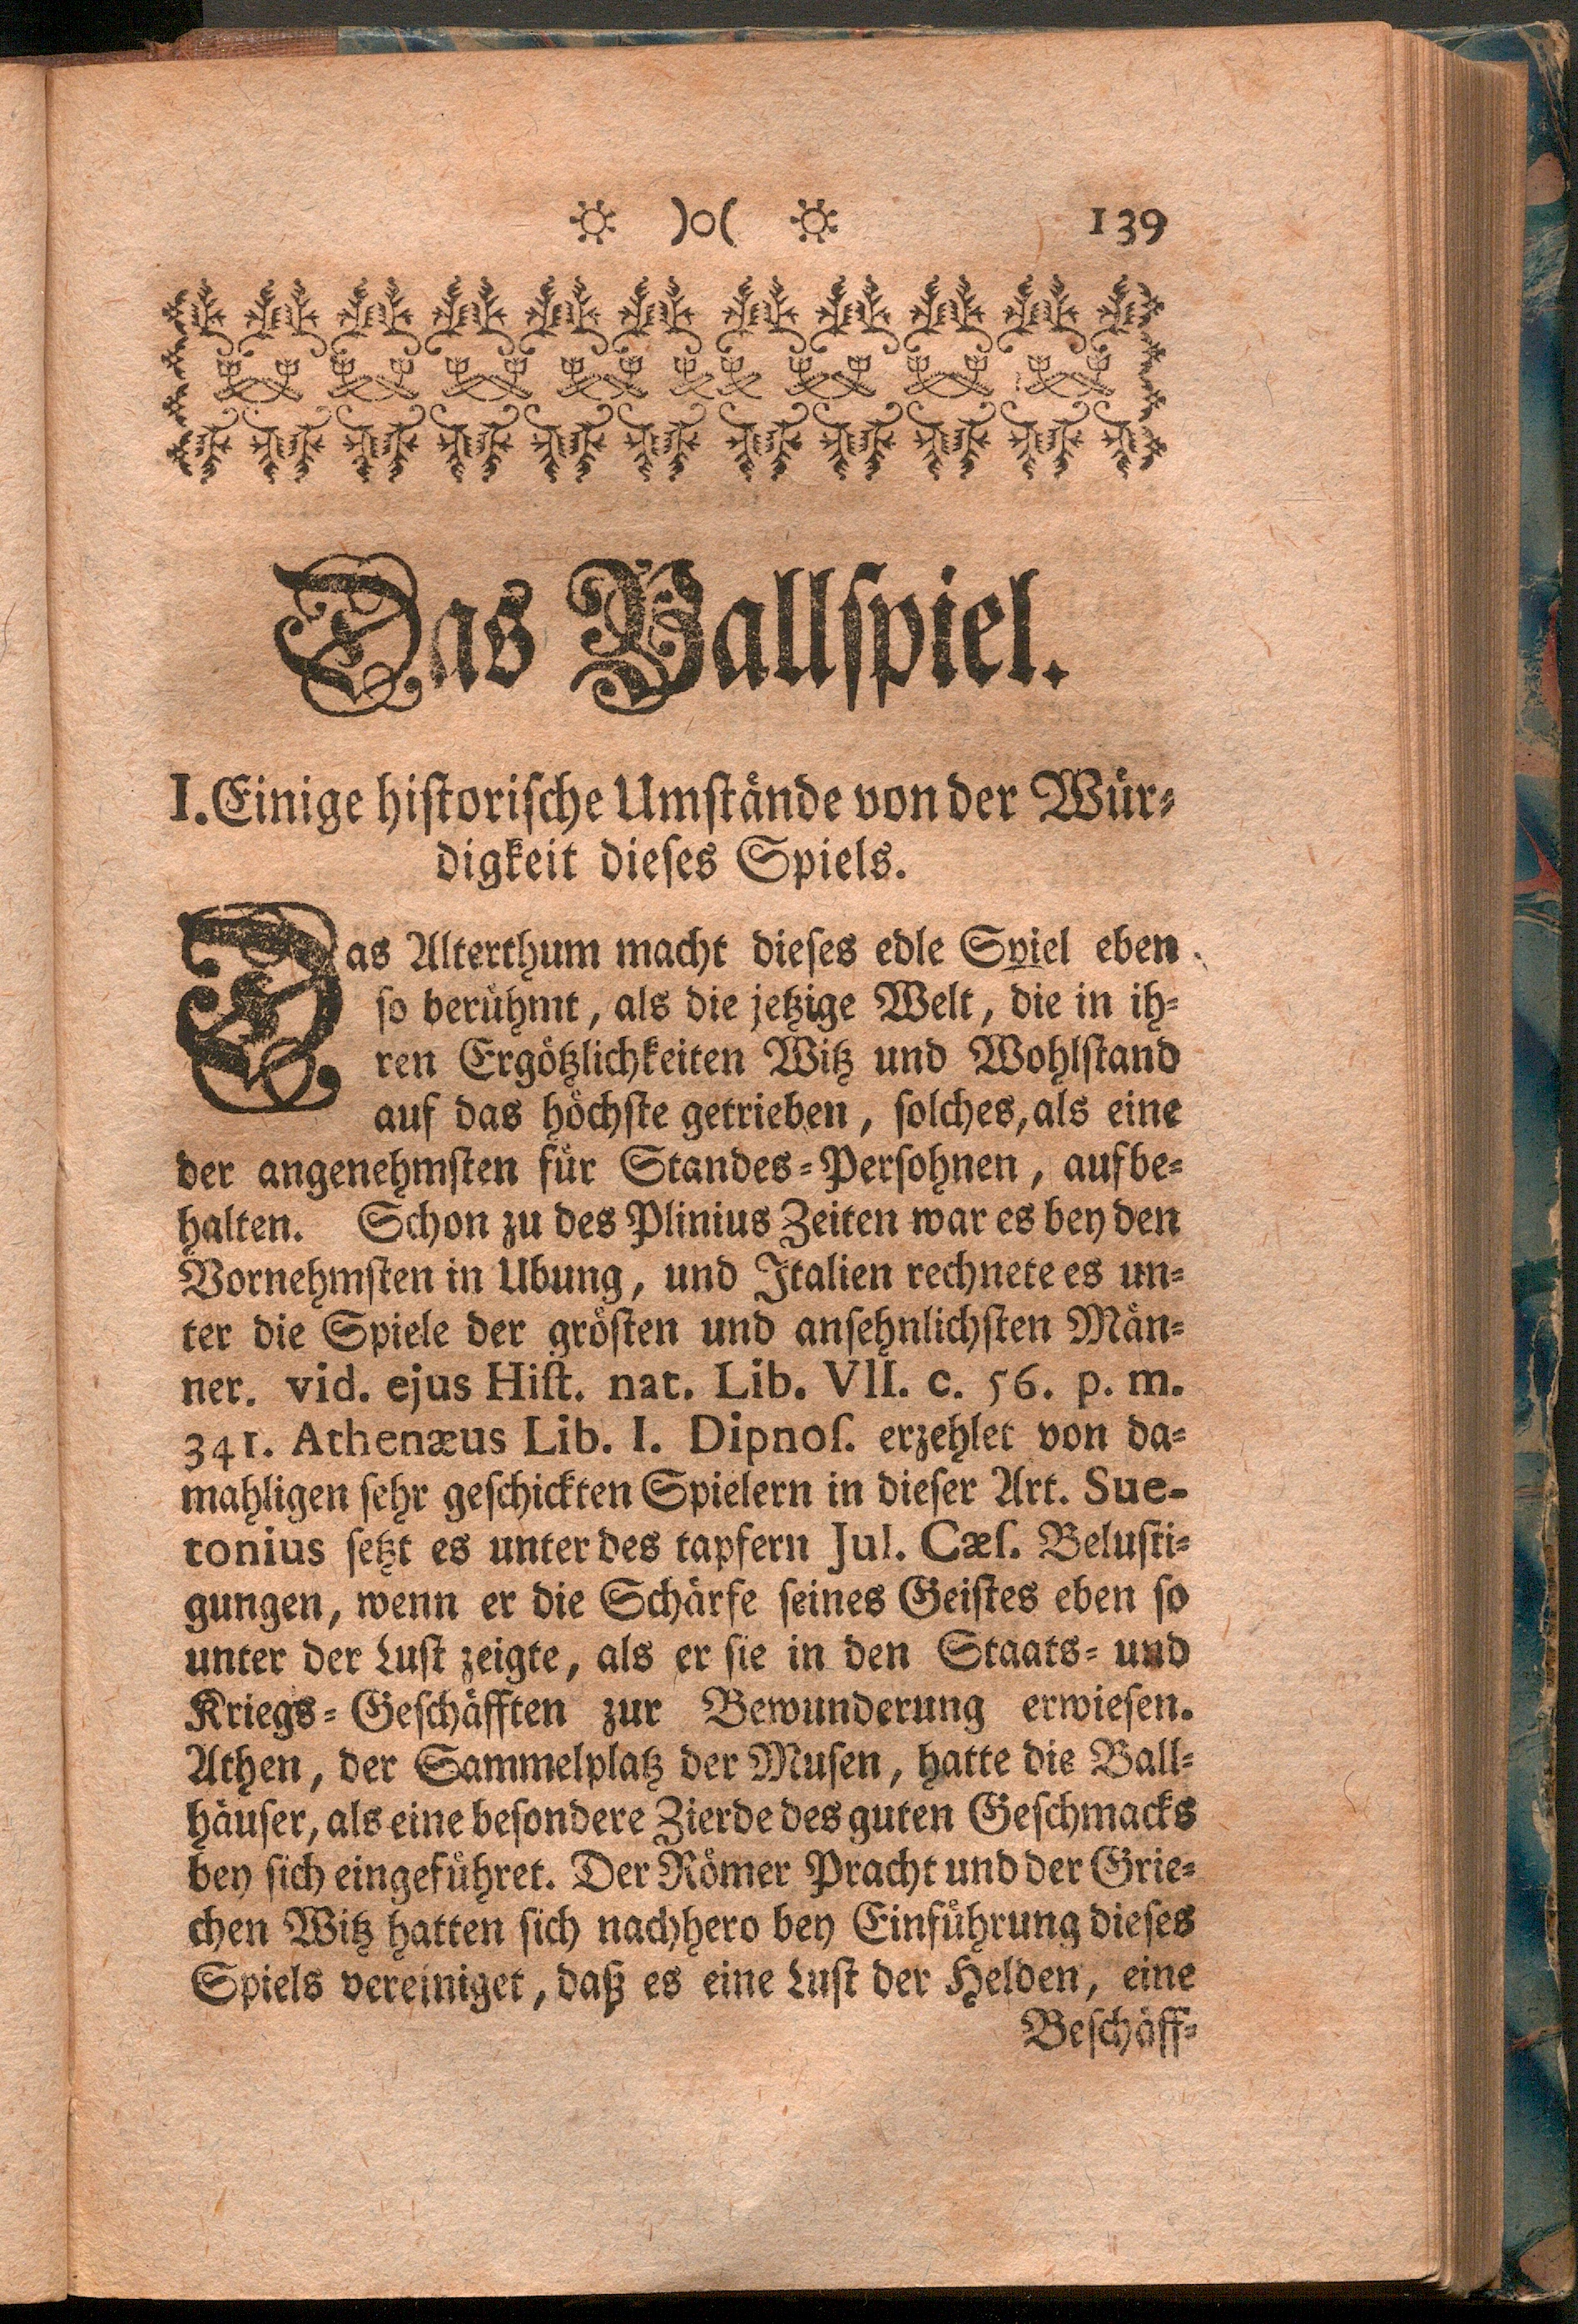 )o( 139
Das Ballspiel.
I. Einige historische Umstände von der Wür-
digkeit dieses Spiels.
Das Alterthum macht dieses edle Spiel eben
so berühmt, als die jetzige Welt, die in ih-
ren Ergötzlichkeiten Witz und Wohlstand
auf das höchste getrieben, solches, als eine
der angenehmsten für Standes-Persohnen, aufbe-
halten. Schon zu des Plinius Zeiten war es bey den
Vornehmsten in Ubung, und Italien rechnete es un-
ter die Spiele der grösten und ansehnlichsten Män-
ner. vid. ejus Hist. nat. Lib. VII. c. 56. p. m.
341. Athenæus Lib. I. Dipnos. erzehlet von da-
mahligen sehr geschickten Spielern in dieser Art. Sue-
tonius setzt es unter des tapfern Jul. Cæs. Belusti-
gungen, wenn er die Schärfe seines Geistes eben so
unter der Lust zeigte, als er sie in den Staats- und
Kriegs-Geschäfften zur Bewunderung erwiesen.
Athen, der Sammelplatz der Musen, hatte die Ball-
häuser, als eine besondere Zierde des guten Geschmacks
bey sich eingeführet. Der Römer Pracht und der Grie-
chen Witz hatten sich nachhero bey Einführung dieses
Spiels vereiniget, daß es eine Lust der Helden, eine
Beschäff-